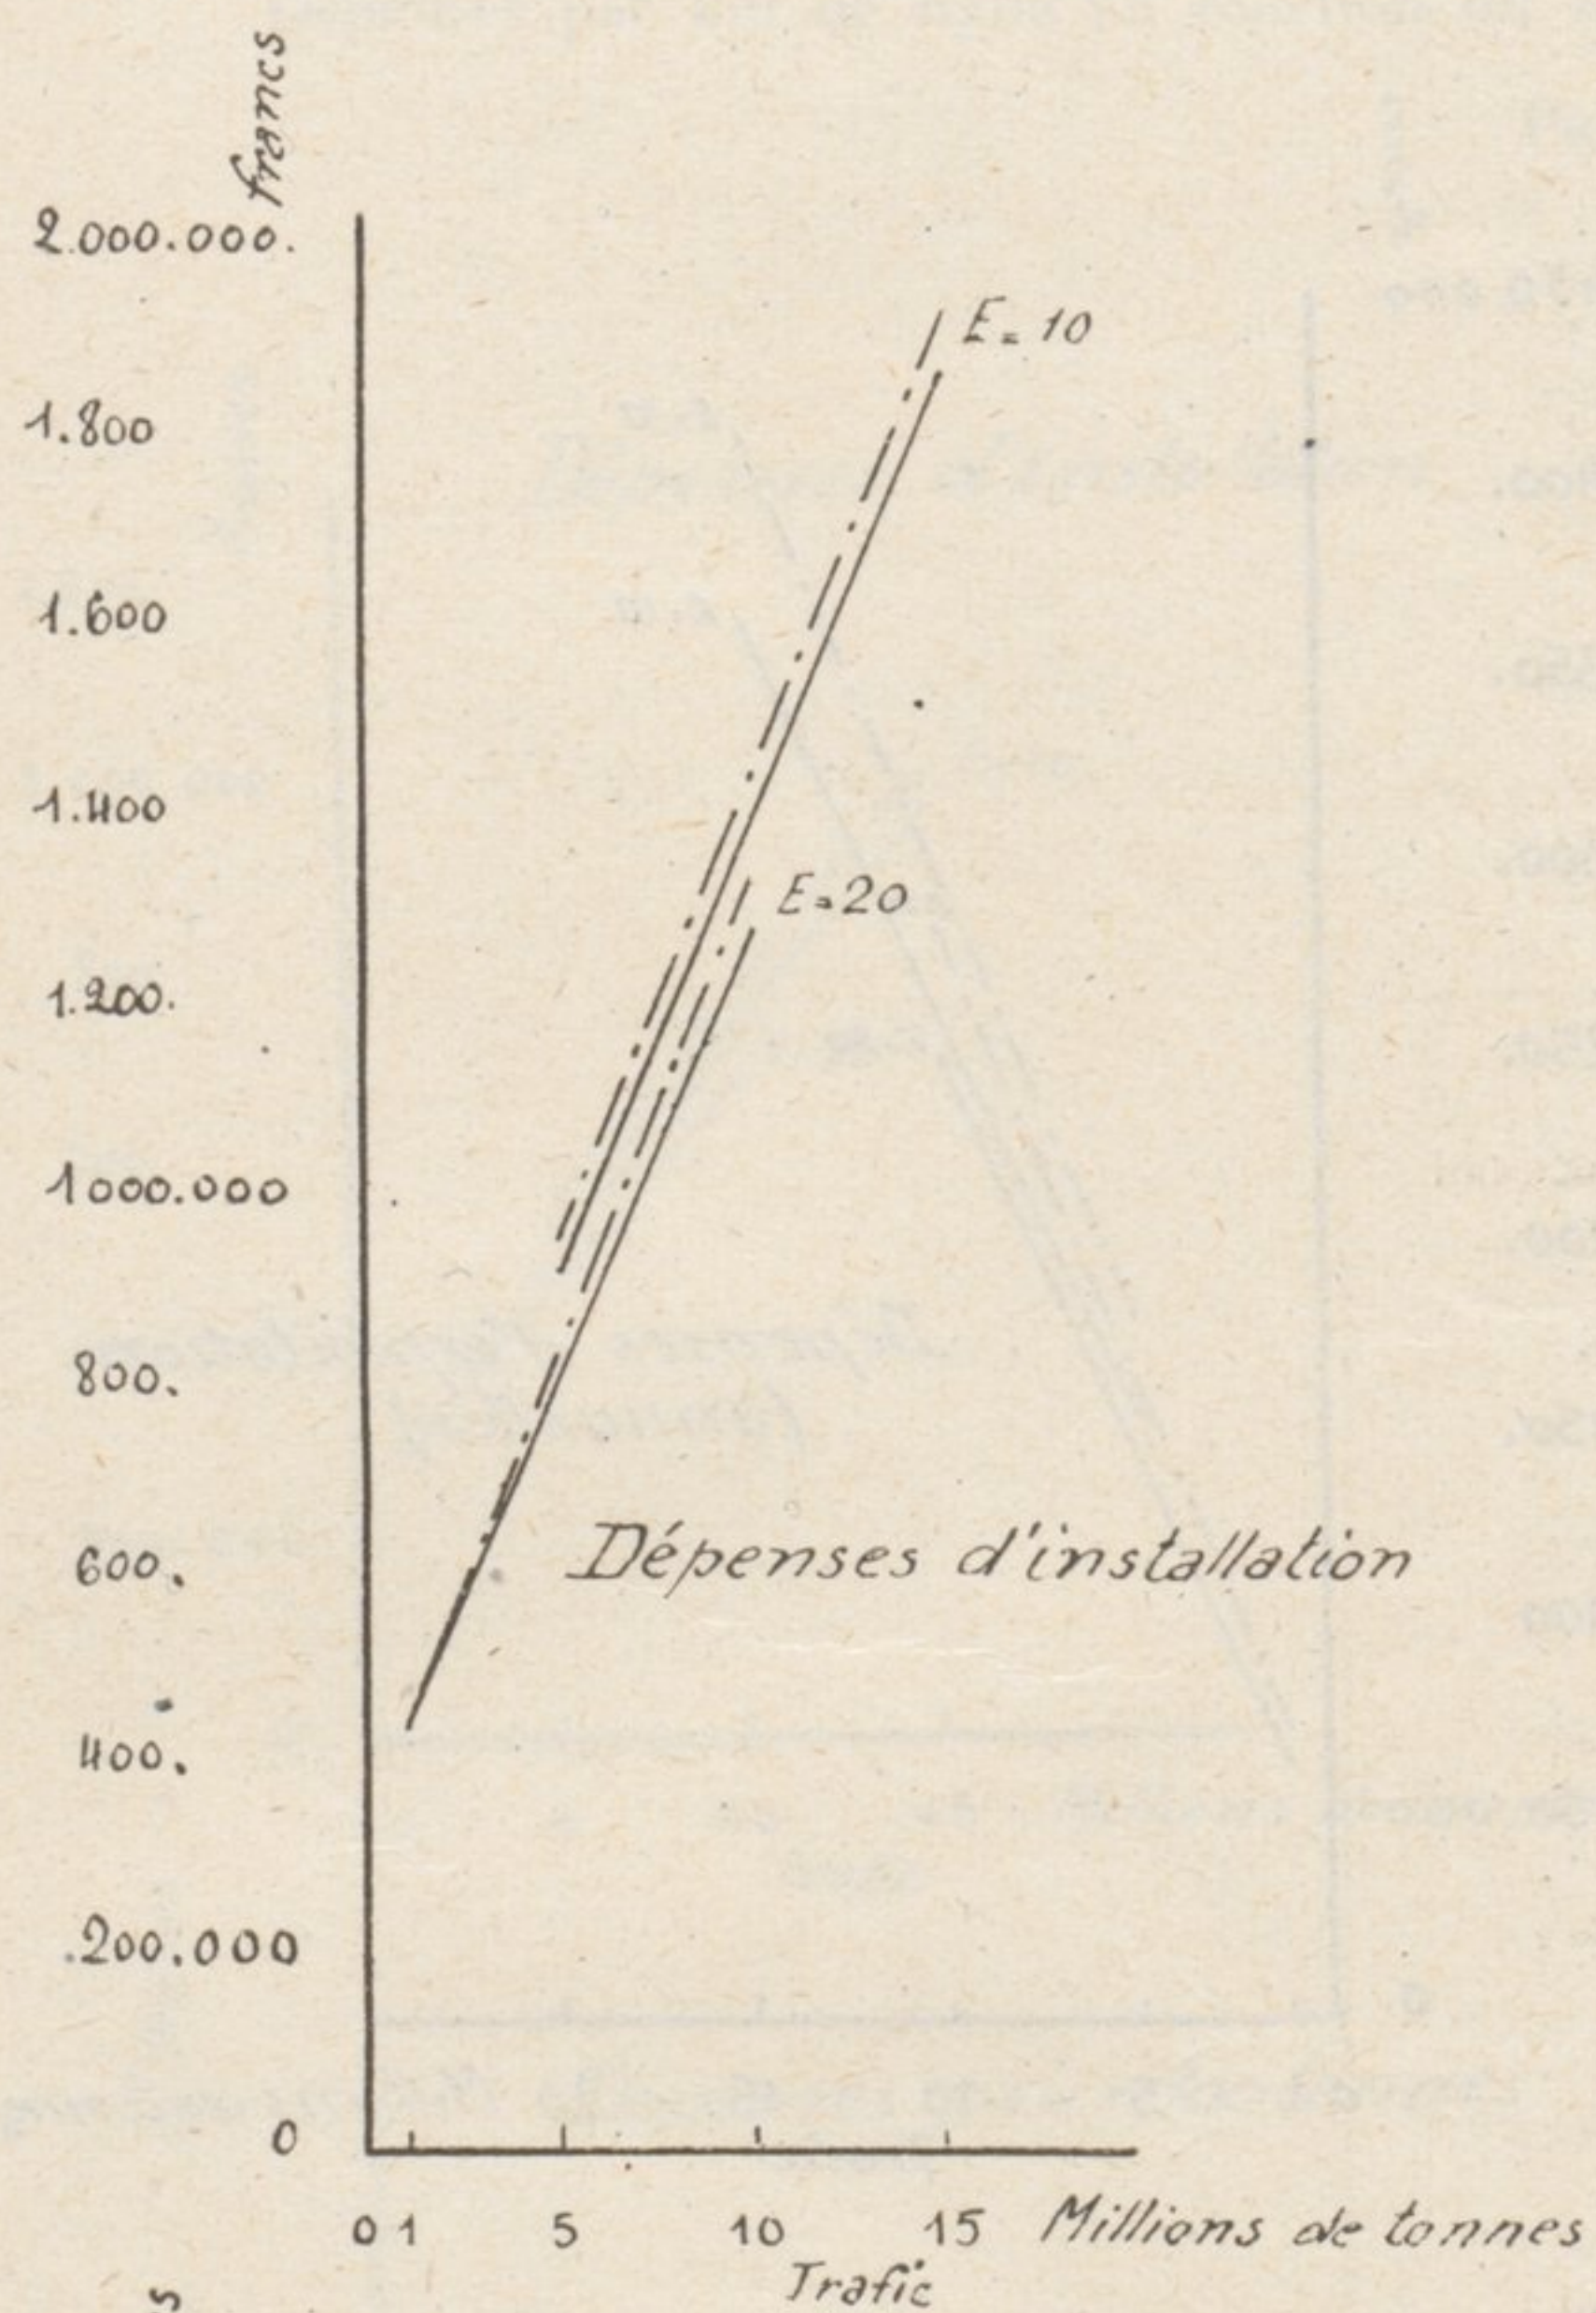 francs
2.000.000.
E = 10
1.800
1.600
1.400
E = 20
1.200.
1000.000
800.
Dépenses d'installation
600.
400.
200.000
0
0 1 5 10 15 Millions de tonnes
Trafic